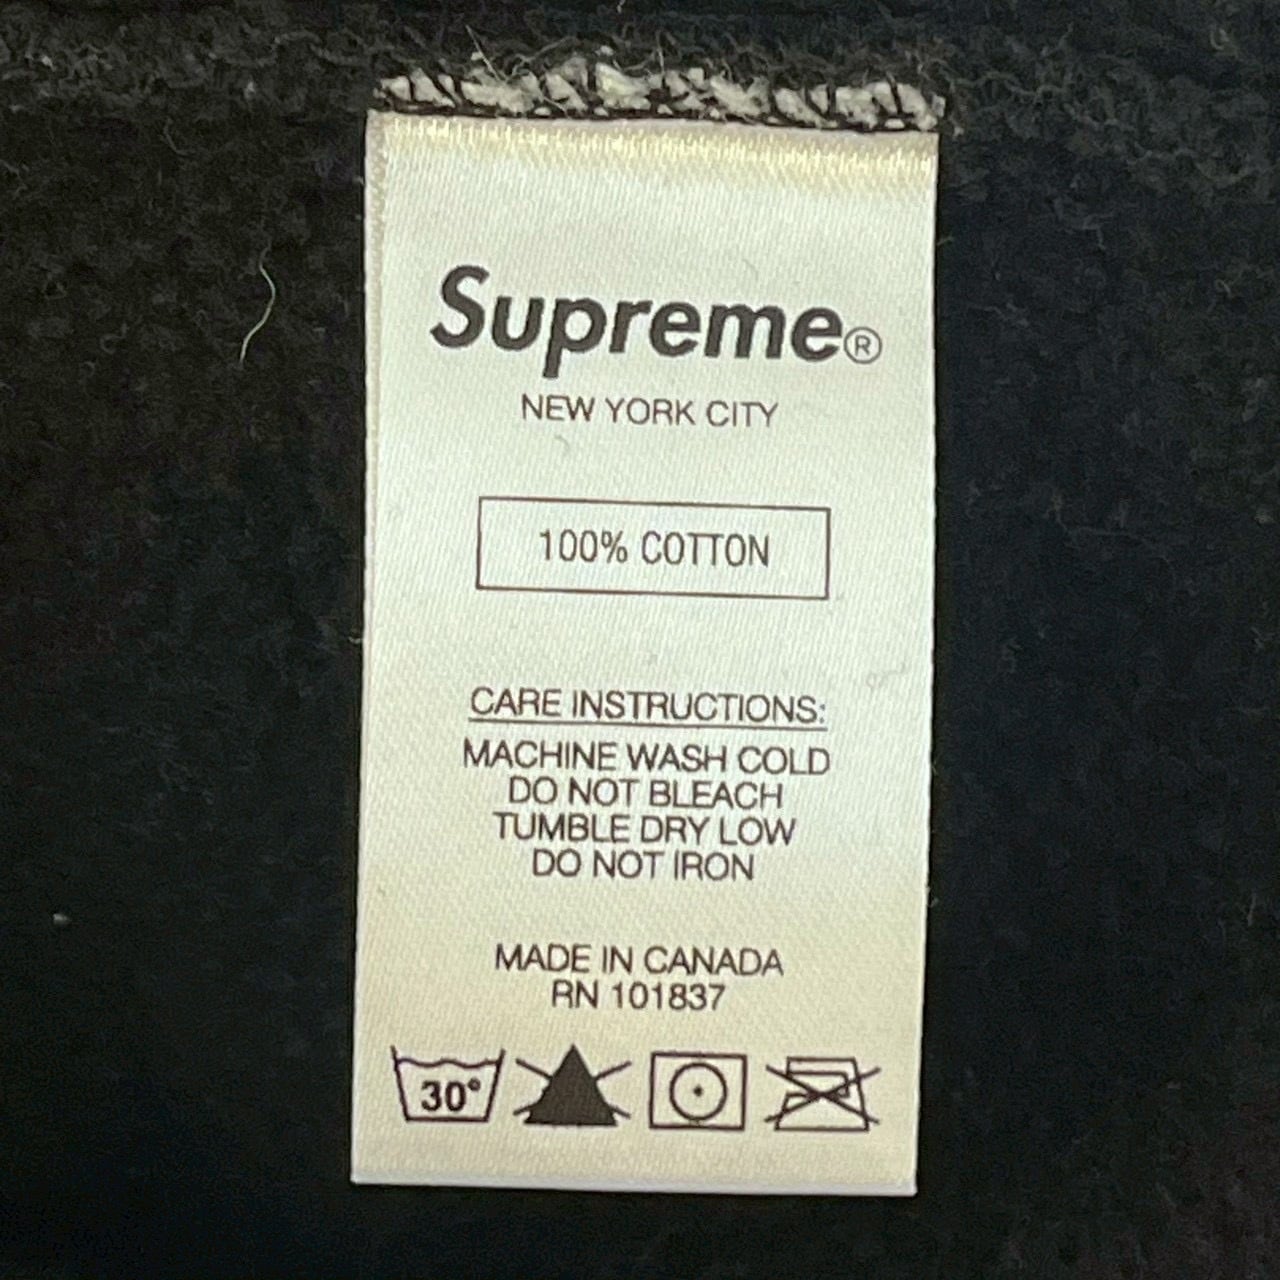 Supreme®
NEW YORK CITY
100% COTTON
CARE INSTRUCTIONS:
MACHINE WASH COLD
DO NOT BLEACH
TUMBLE DRY LOW
DO NOT IRON
MADE IN CANADA
RN 101837
30°